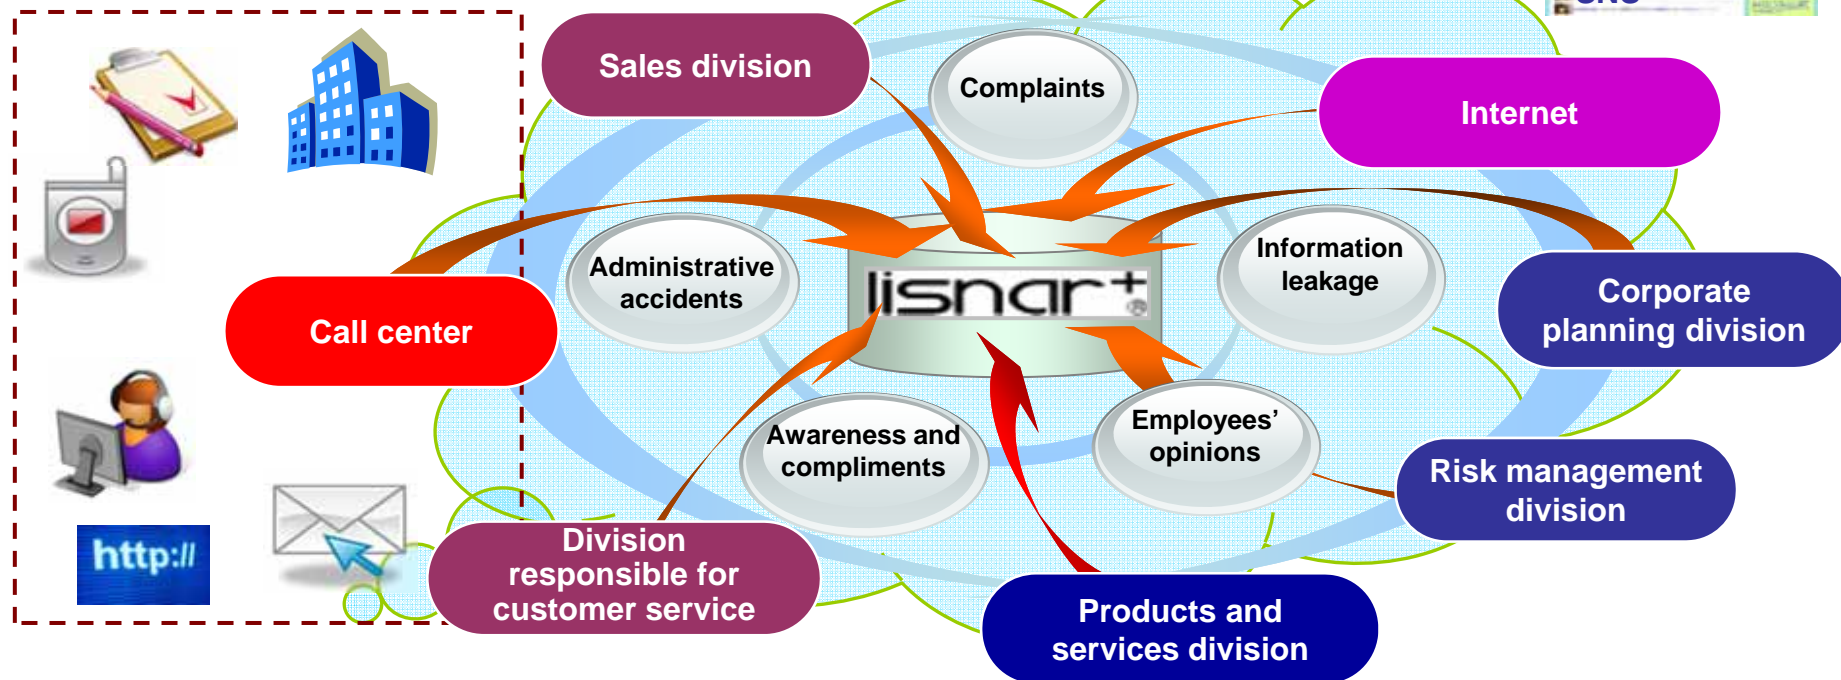 SNS
Sales division
Complaints
Internet
Administrative
accidents
Information
leakage
lisnar+®
Call center
Corporate
planning division
Awareness and
compliments
Employees’
opinions
Risk management
division
http://
Division
responsible for
customer service
Products and
services division